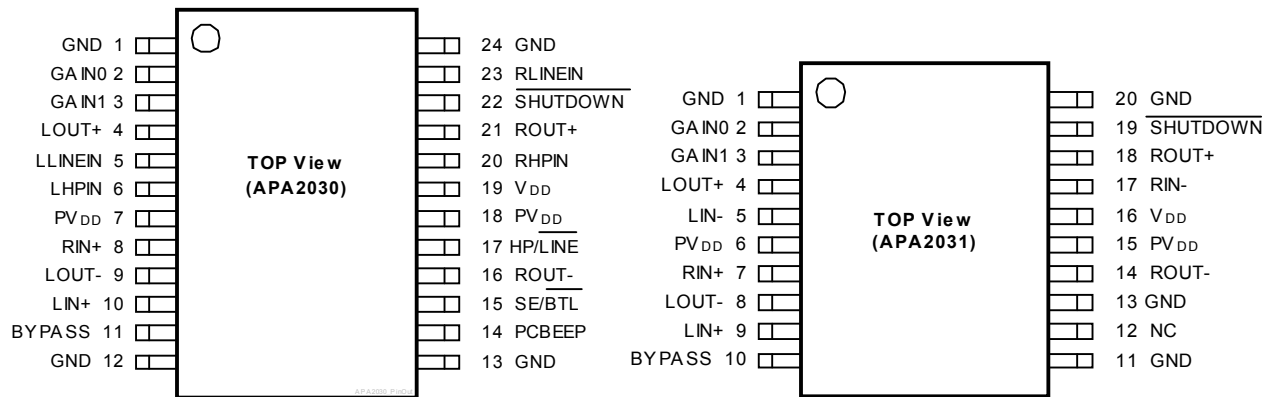 GND 1
GAIN0 2
GAIN1 3
LOUT+ 4
LLINEIN 5
LHPIN 6
PVDD 7
RIN+ 8
LOUT- 9
LIN+ 10
BYPASS 11
GND 12
TOP View
(APA2030)
24 GND
23 RLINEIN
22 SHUTDOWN
21 ROUT+
20 RHPIN
19 VDD
18 PVDD
17 HP/LINE
16 ROUT-
15 SE/BTL
14 PCBEEP
13 GND
APA2030_PinOut
GND 1
GAIN0 2
GAIN1 3
LOUT+ 4
LIN- 5
PVDD 6
RIN+ 7
LOUT- 8
LIN+ 9
BYPASS 10
TOP View
(APA2031)
20 GND
19 SHUTDOWN
18 ROUT+
17 RIN-
16 VDD
15 PVDD
14 ROUT-
13 GND
12 NC
11 GND